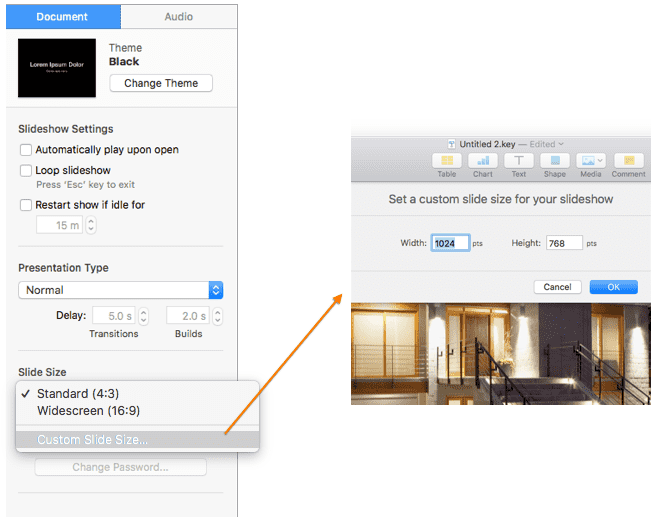 Document
Audio
Lorem Ipsum Dolor
Theme
Black
Change Theme
Slideshow Settings
Automatically play upon open
Loop slideshow
Press ‘Esc’ key to exit
Restart show if idle for
15 m
Presentation Type
Normal
Delay: 5.0 s 2.0 s
Transitions Builds
Slide Size
✓ Standard (4:3)
Widescreen (16:9)
Custom Slide Size...
Change Password...
Untitled 2.key — Edited
Table Chart Text Shape Media Comment
Set a custom slide size for your slideshow
Width: 1024 pts Height: 768 pts
Cancel OK